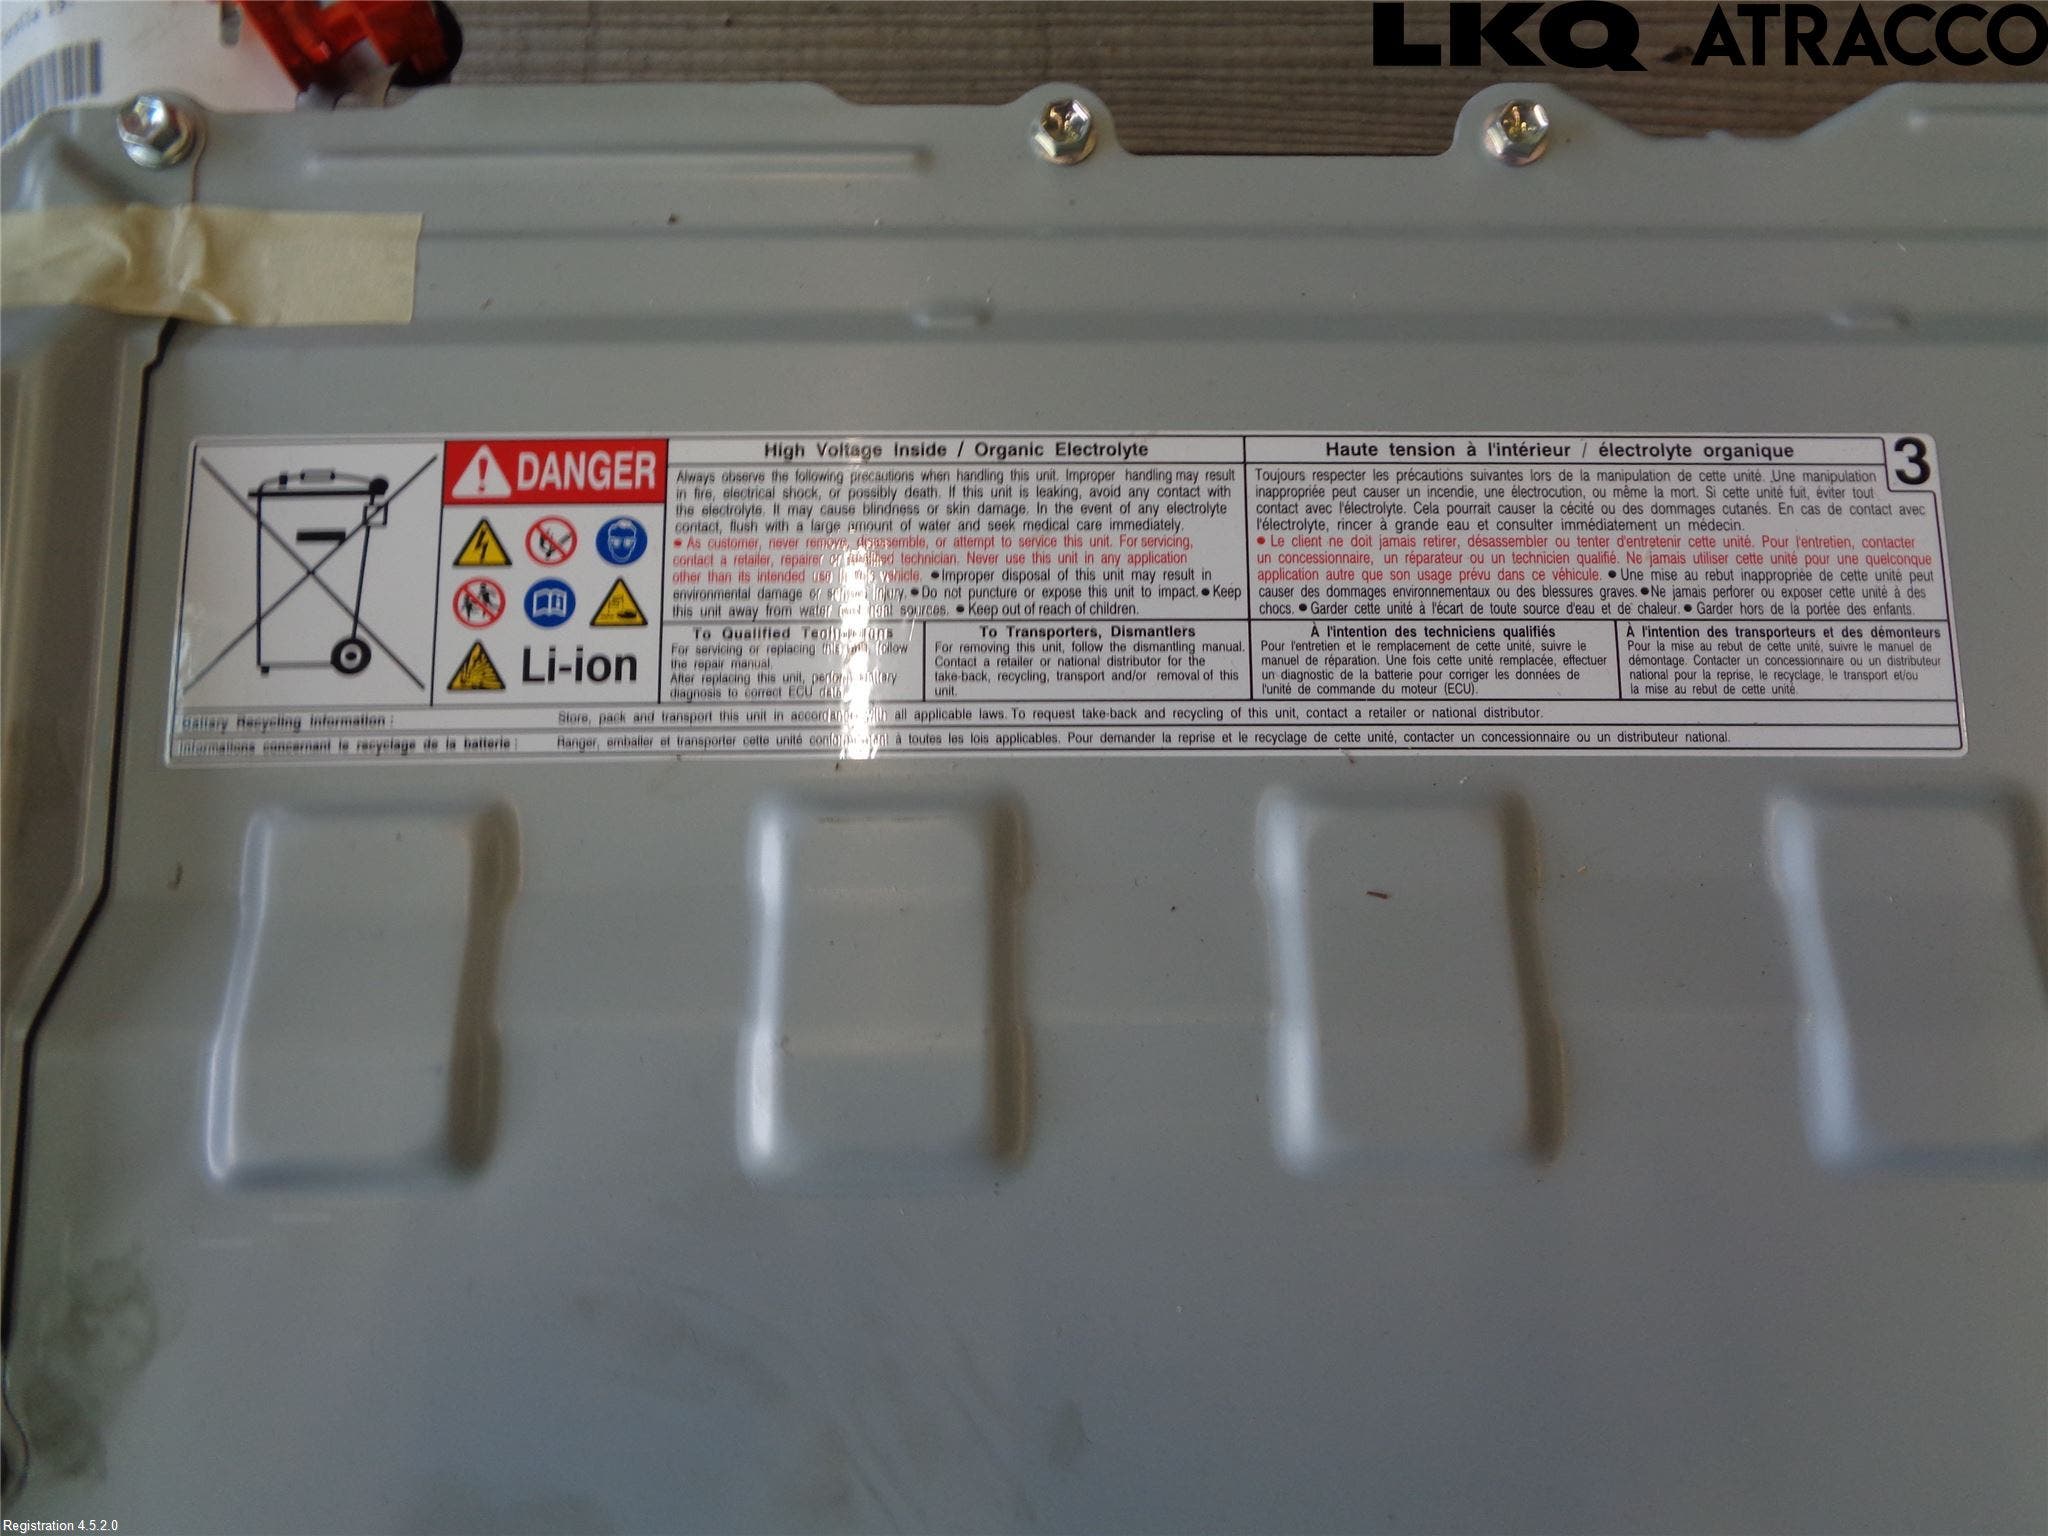 LKQ ATRACCO
DANGER
Li-ion
High Voltage Inside / Organic Electrolyte
Always observe the following precautions when handling this unit. Improper handling may result
in fire, electrical shock, or possibly death. If this unit is leaking, avoid any contact with
the electrolyte. It may cause blindness or skin damage. In the event of any electrolyte
contact, flush with a large amount of water and seek medical care immediately.
● As customer, never remove, disassemble, or attempt to service this unit. For servicing,
contact a retailer, repairer or qualified technician. Never use this unit in any application
other than its intended use in this vehicle. ● Improper disposal of this unit may result in
environmental damage or serious injury. ● Do not puncture or expose this unit to impact. ● Keep
this unit away from water and heat sources. ● Keep out of reach of children.
To Qualified Technicians
For servicing or replacing this unit, follow
the repair manual.
After replacing this unit, perform battery
diagnosis to correct ECU data.
To Transporters, Dismantlers
For removing this unit, follow the dismantling manual.
Contact a retailer or national distributor for the
take-back, recycling, transport and/or removal of this
unit.
Haute tension à l'intérieur / électrolyte organique
3
Toujours respecter les précautions suivantes lors de la manipulation de cette unité. Une manipulation
inappropriée peut causer un incendie, une électrocution, ou même la mort. Si cette unité fuit, éviter tout
contact avec l'électrolyte. Cela pourrait causer la cécité ou des dommages cutanés. En cas de contact avec
l'électrolyte, rincer à grande eau et consulter immédiatement un médecin.
● Le client ne doit jamais retirer, désassembler ou tenter d'entretenir cette unité. Pour l'entretien, contacter
un concessionnaire, un réparateur ou un technicien qualifié. Ne jamais utiliser cette unité pour une quelconque
application autre que son usage prévu dans ce véhicule. ● Une mise au rebut inappropriée de cette unité peut
causer des dommages environnementaux ou des blessures graves. ● Ne jamais perforer ou exposer cette unité à des
chocs. ● Garder cette unité à l'écart de toute source d'eau et de chaleur. ● Garder hors de la portée des enfants.
À l'intention des techniciens qualifiés
Pour l'entretien et le remplacement de cette unité, suivre le
manuel de réparation. Une fois cette unité remplacée, effectuer
un diagnostic de la batterie pour corriger les données de
l'unité de commande du moteur (ECU).
À l'intention des transporteurs et des démonteurs
Pour la mise au rebut de cette unité, suivre le manuel de
démontage. Contacter un concessionnaire ou un distributeur
national pour la reprise, le recyclage, le transport et/ou
la mise au rebut de cette unité.
Battery Recycling Information : Store, pack and transport this unit in accordance with all applicable laws. To request take-back and recycling of this unit, contact a retailer or national distributor.
Informations concernant le recyclage de la batterie : Ranger, emballer et transporter cette unité conformément à toutes les lois applicables. Pour demander la reprise et le recyclage de cette unité, contacter un concessionnaire ou un distributeur national.
Registration 4.5.2.0